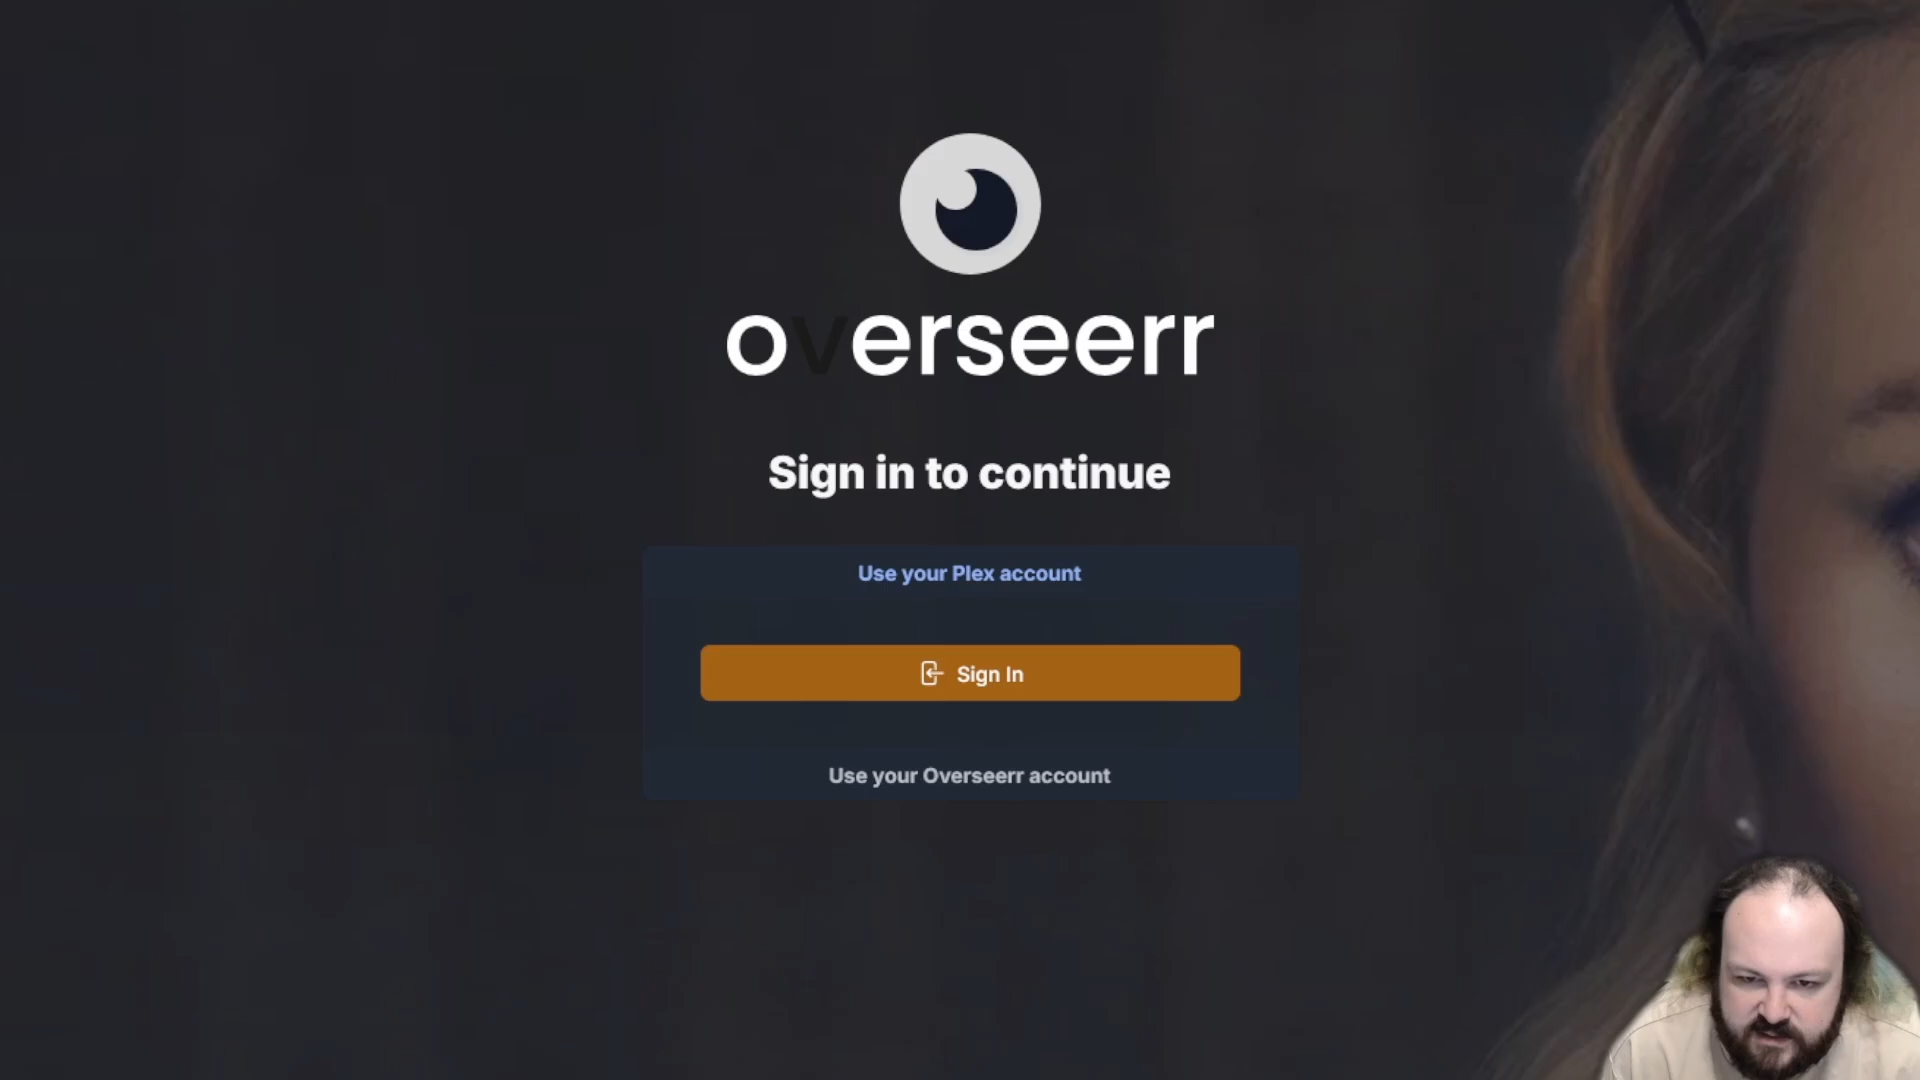 overseerr
Sign in to continue
Use your Plex account
Sign In
Use your Overseerr account